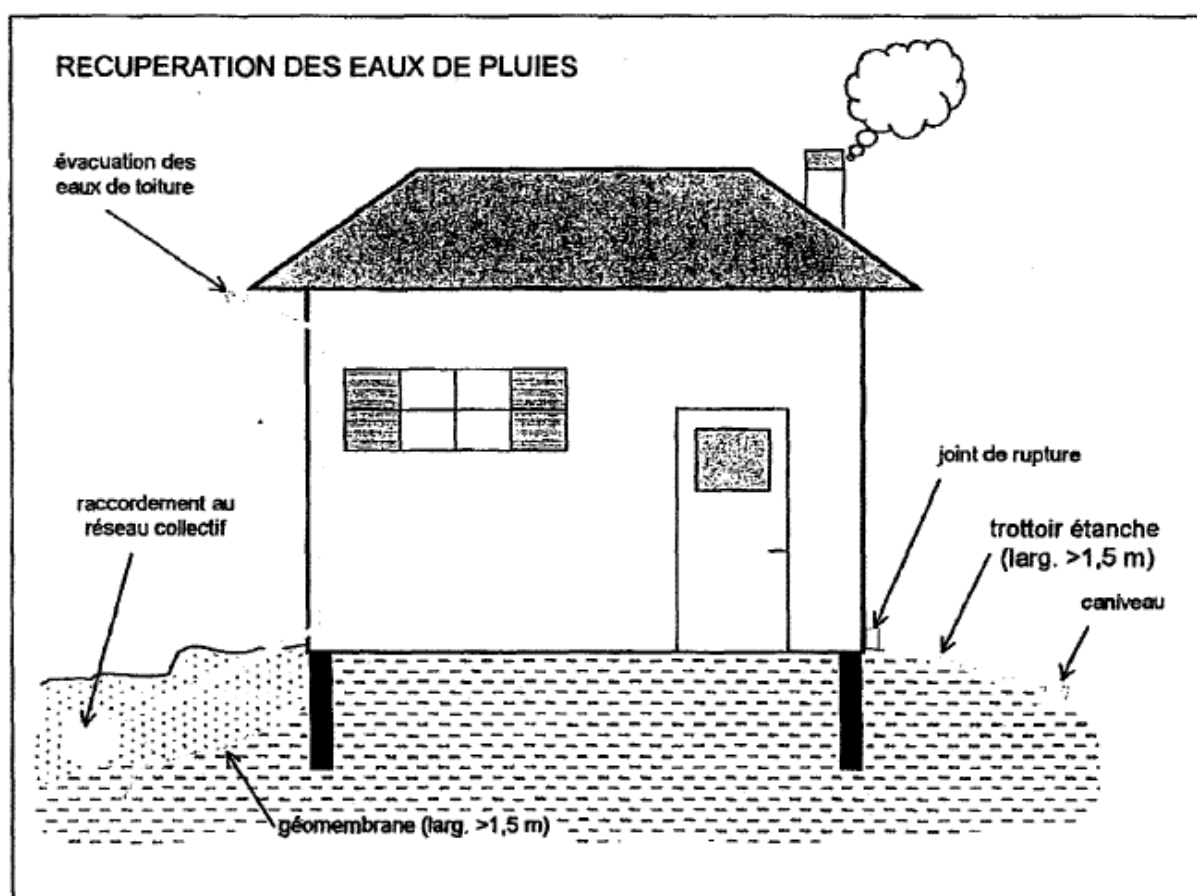 RECUPERATION DES EAUX DE PLUIES
évacuation des
eaux de toiture
joint de rupture
raccordement au
réseau collectif
trottoir étanche
(larg. >1,5 m)
caniveau
géomembrane (larg. >1,5 m)